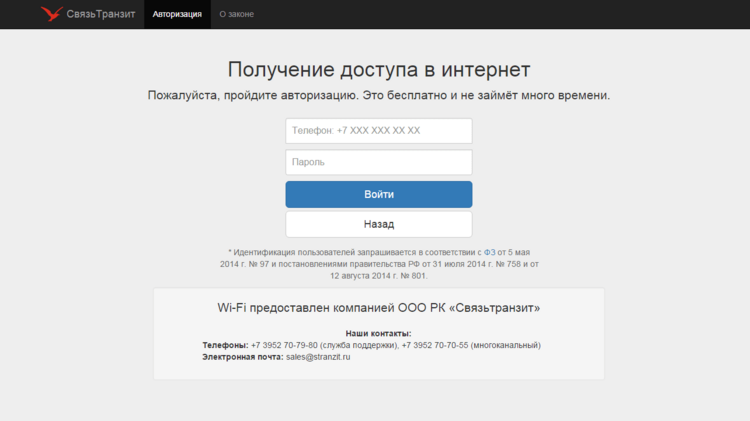 СвязьТранзит Авторизация О законе
Получение доступа в интернет
Пожалуйста, пройдите авторизацию. Это бесплатно и не займёт много времени.
Телефон: +7 XXX XXX XX XX
Пароль
Войти
Назад
* Идентификация пользователей запрашивается в соответствии с ФЗ от 5 мая
2014 г. № 97 и постановлениями правительства РФ от 31 июля 2014 г. № 758 и от
12 августа 2014 г. № 801.
Wi-Fi предоставлен компанией ООО РК «Связьтранзит»
Наши контакты:
Телефоны: +7 3952 70-79-80 (служба поддержки), +7 3952 70-70-55 (многоканальный)
Электронная почта: sales@stranzit.ru